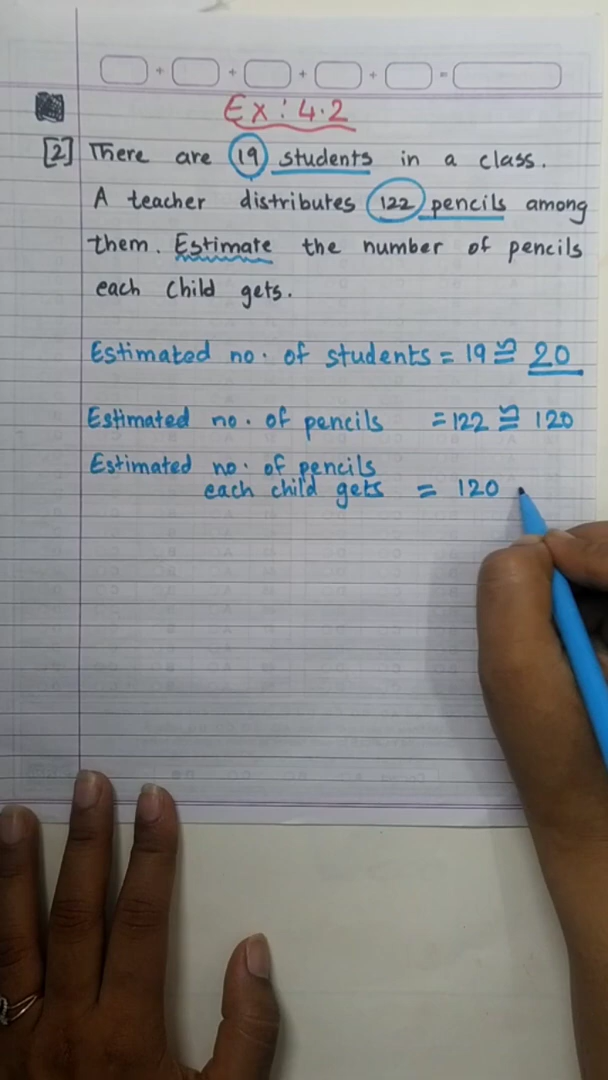 + + + + =
Ex: 4.2
[2] There are 19 students in a class.
A teacher distributes 122 pencils among
them. Estimate the number of pencils
each child gets.
Estimated no. of students = 19 ≅ 20
Estimated no. of pencils = 122 ≅ 120
Estimated no. of pencils
each child gets = 120